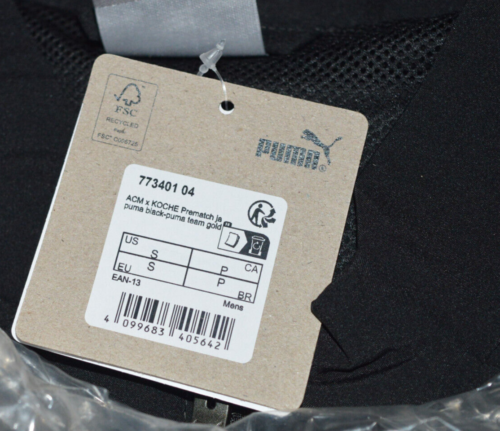 FSC
RECYCLED
PUMA
773401 04
ACM x KOCHE Prematch ja
puma black-puma team gold
US S P CA
EU S P BR
EAN-13
Mens
4 099683 405642